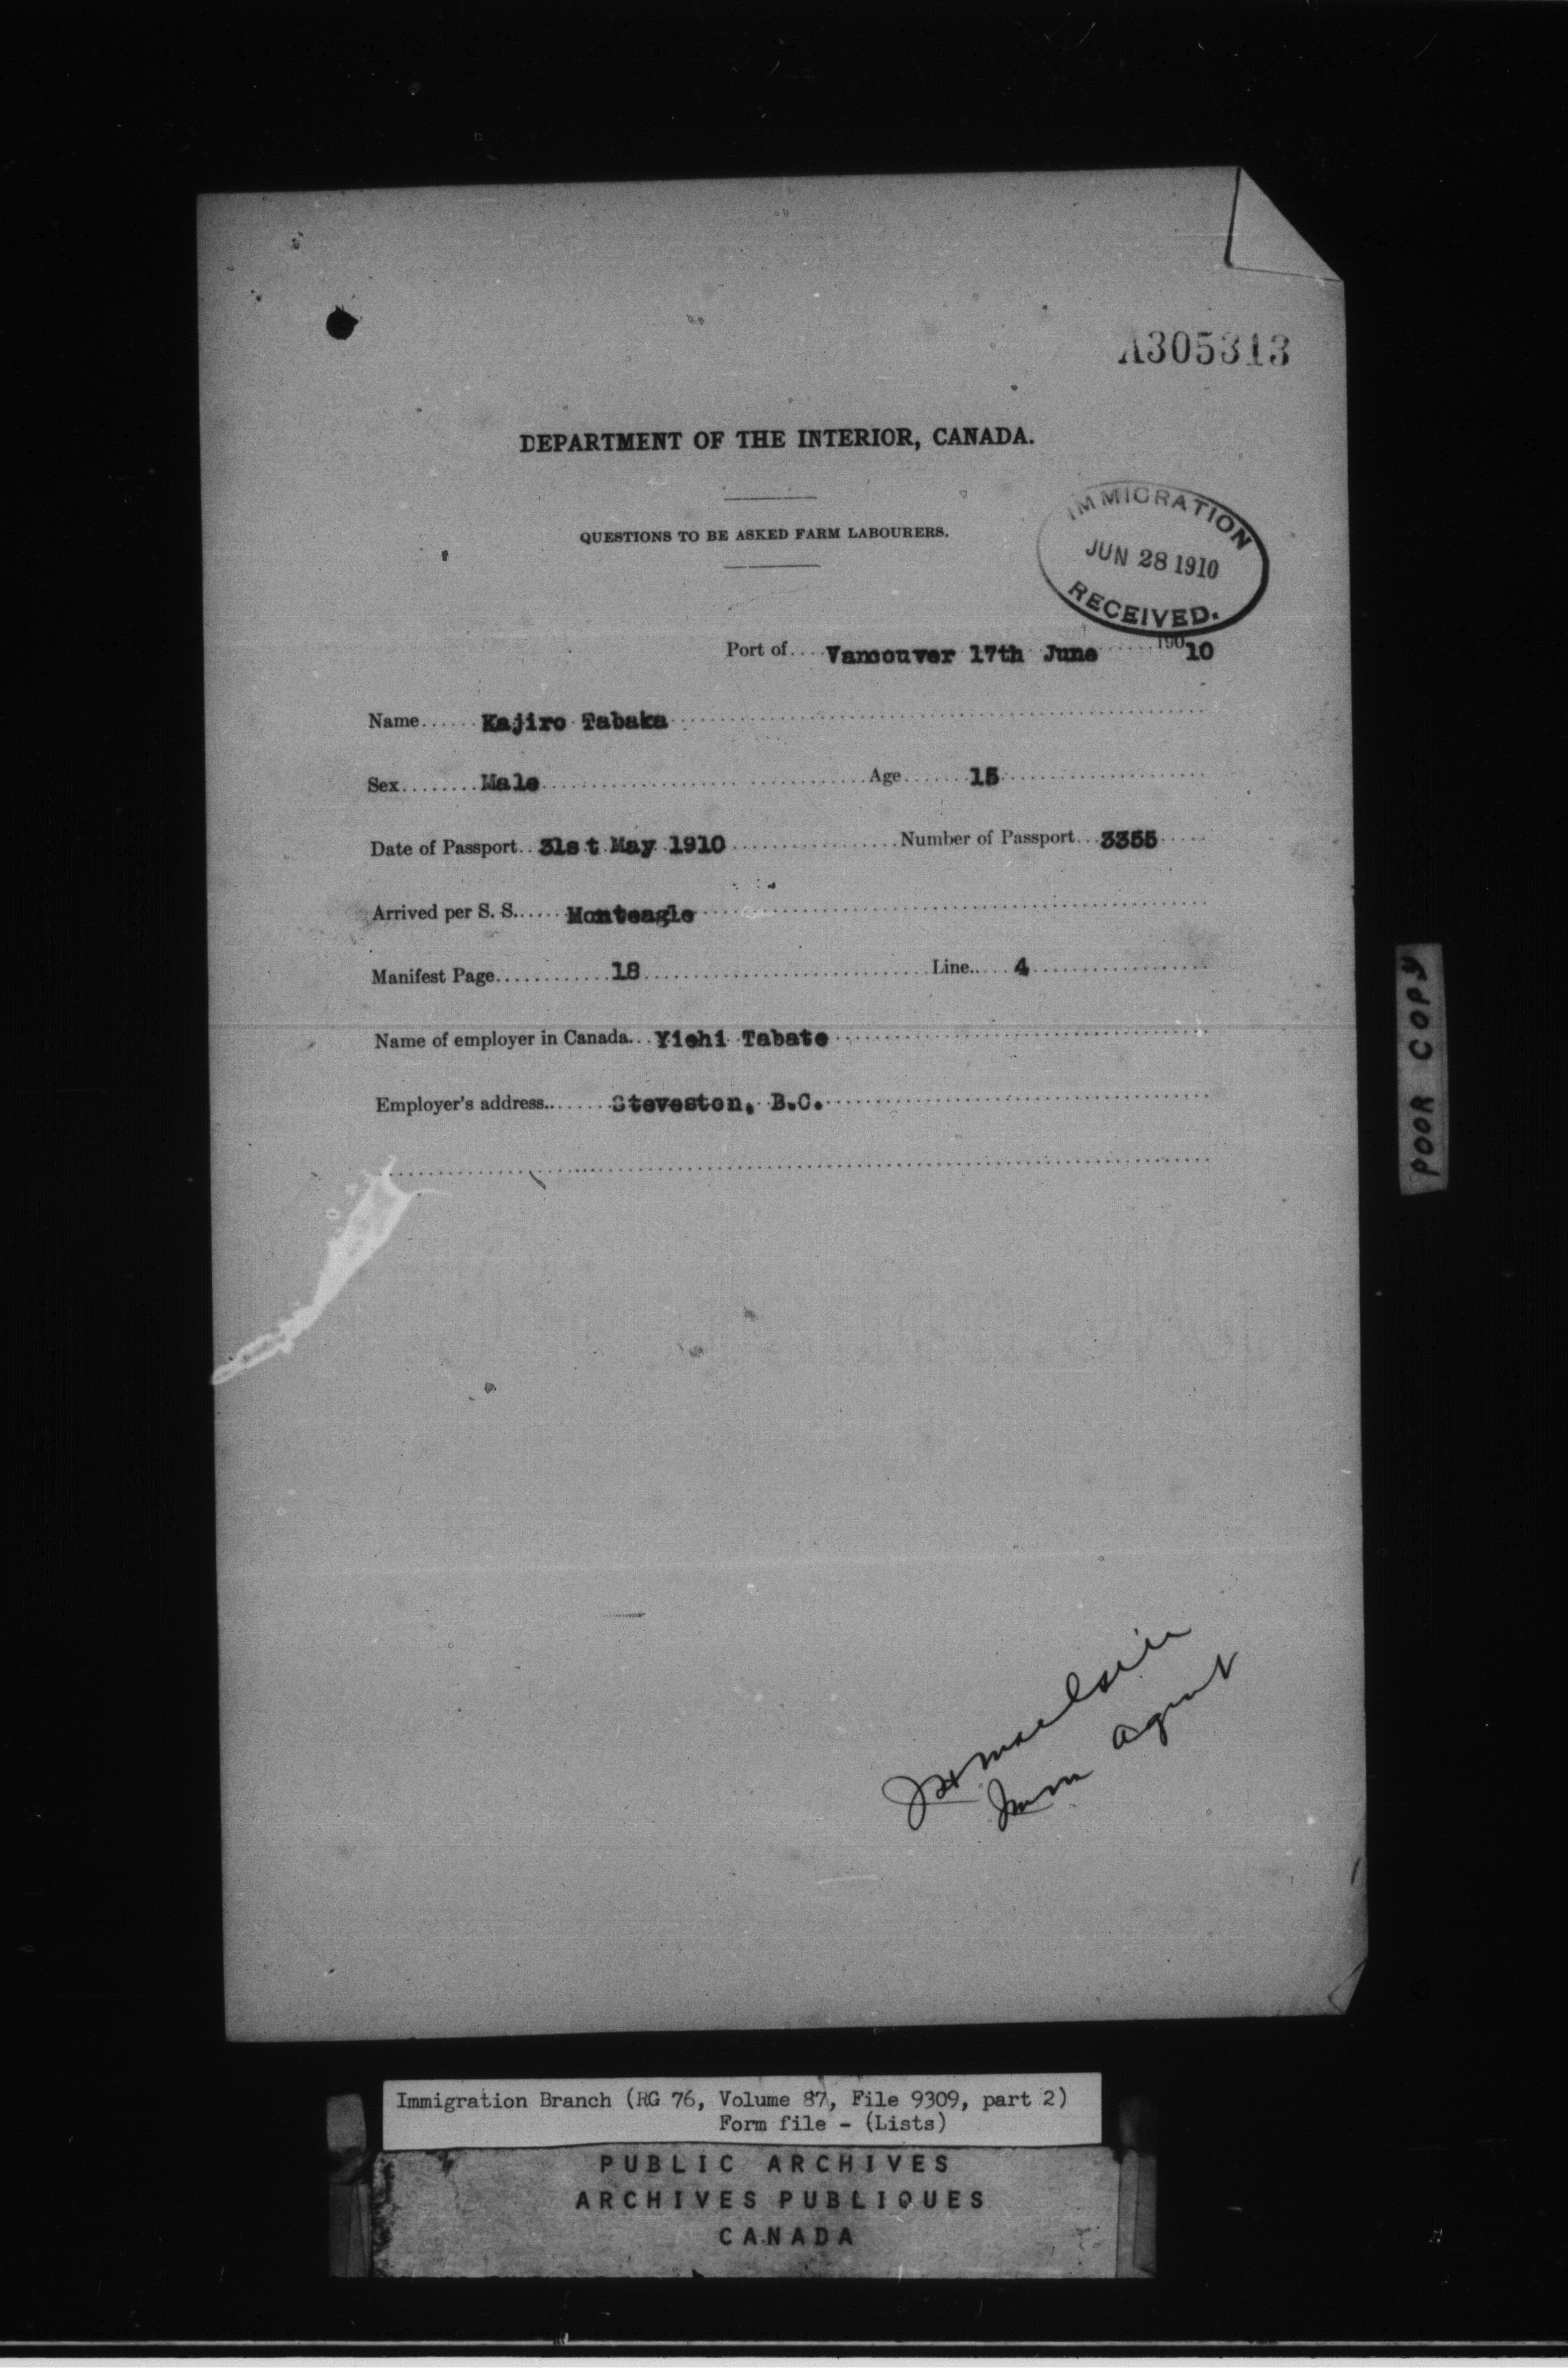 A305313
DEPARTMENT OF THE INTERIOR, CANADA.
QUESTIONS TO BE ASKED FARM LABOURERS.
IMMIGRATION
JUN 28 1910
RECEIVED.
Port of.... Vancouver 17th June 190 10
Name...... Kajiro Tabaka
Sex........ Male Age....... 15
Date of Passport.. 31st May 1910 Number of Passport... 3355
Arrived per S. S...... Monteagle
Manifest Page............ 18 Line...... 4
Name of employer in Canada... Yichi Tabate
Employer's address......... Steveston, B.C.
Imm Agent
POOR COPY
Immigration Branch (RG 76, Volume 87, File 9309, part 2)
Form file - (Lists)
PUBLIC ARCHIVES
ARCHIVES PUBLIQUES
CANADA